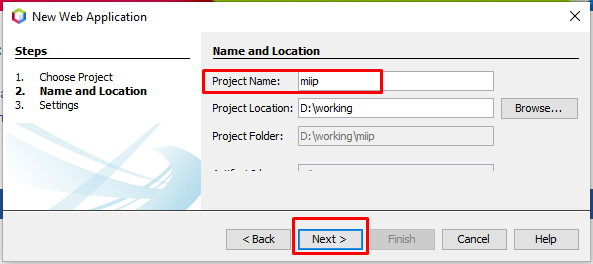 New Web Application
Steps
1. Choose Project
2. Name and Location
3. Settings
Name and Location
Project Name: miip
Project Location: D:\working Browse...
Project Folder: D:\working\miip
< Back Next > Finish Cancel Help